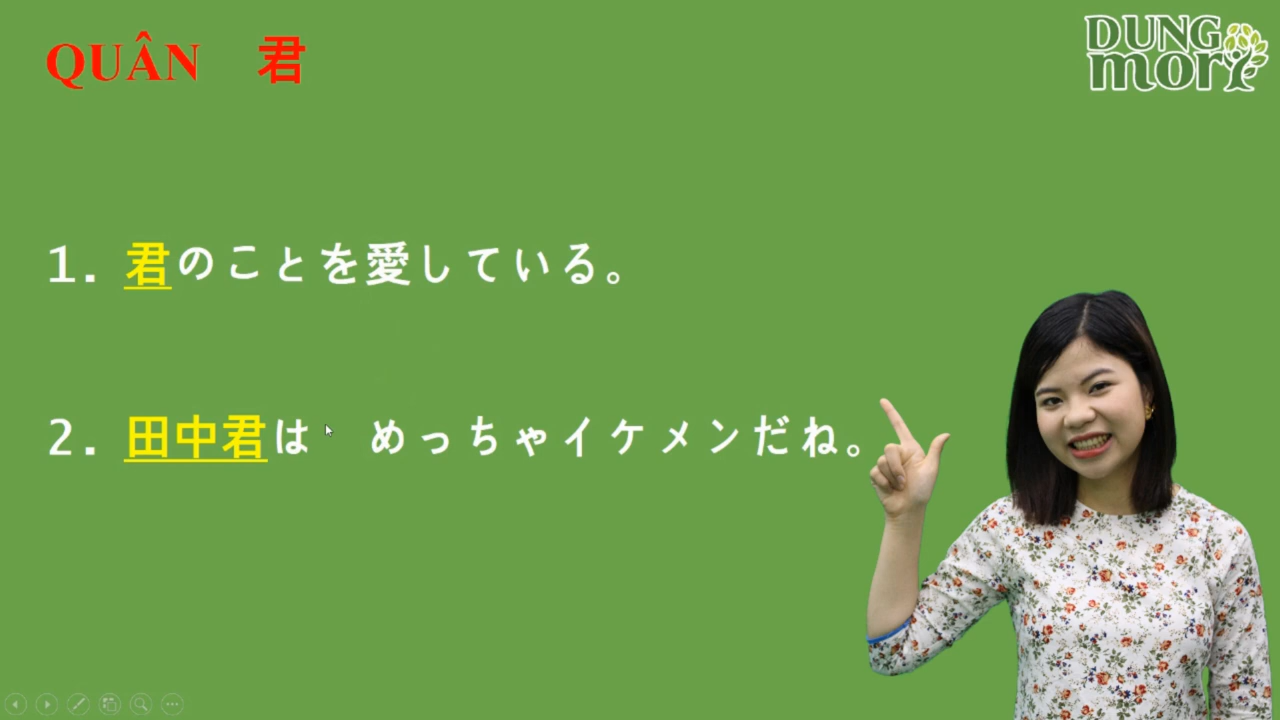 QUÂN 君
DUNG
mori
1. 君のことを愛している。
2. 田中君は めっちゃイケメンだね。